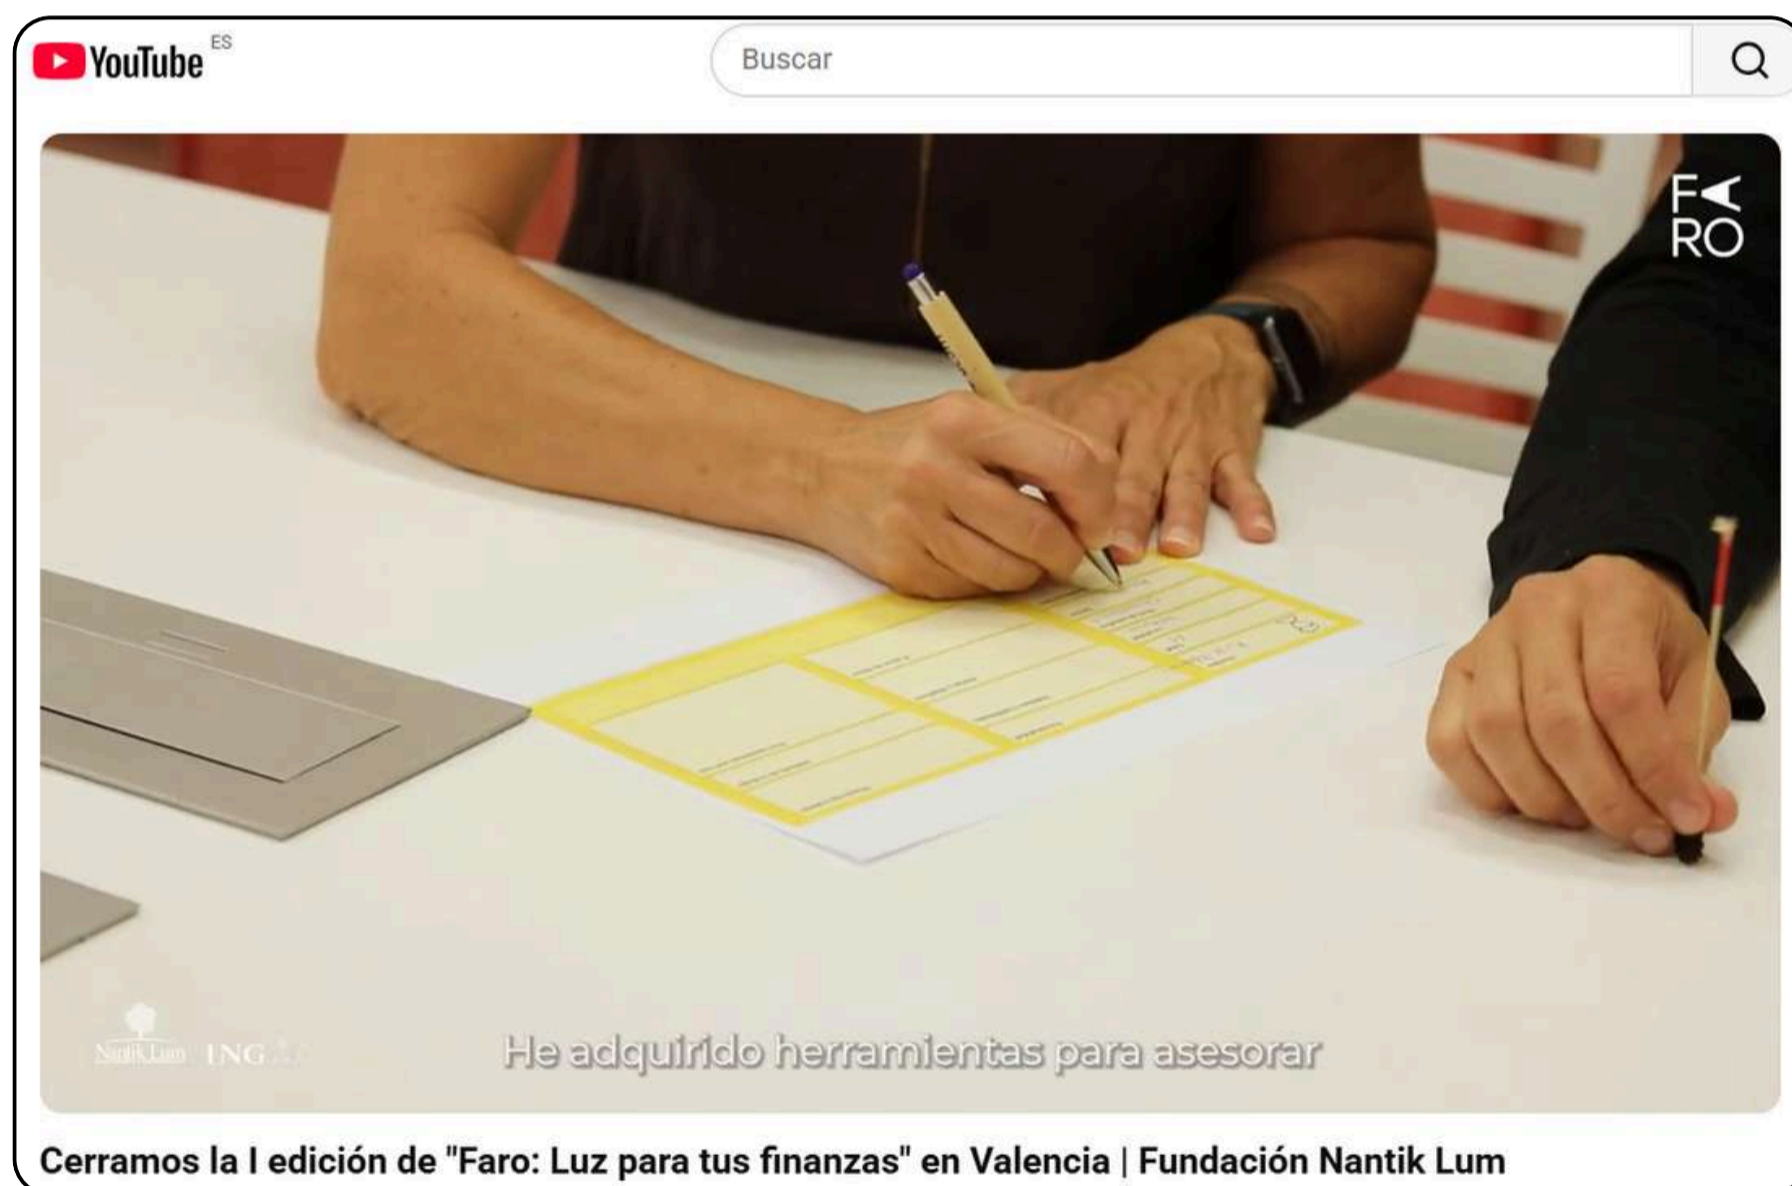 YouTube ES
Buscar
FARO
Nantik Lum ING
He adquirido herramientas para asesorar
Cerramos la I edición de "Faro: Luz para tus finanzas" en Valencia | Fundación Nantik Lum